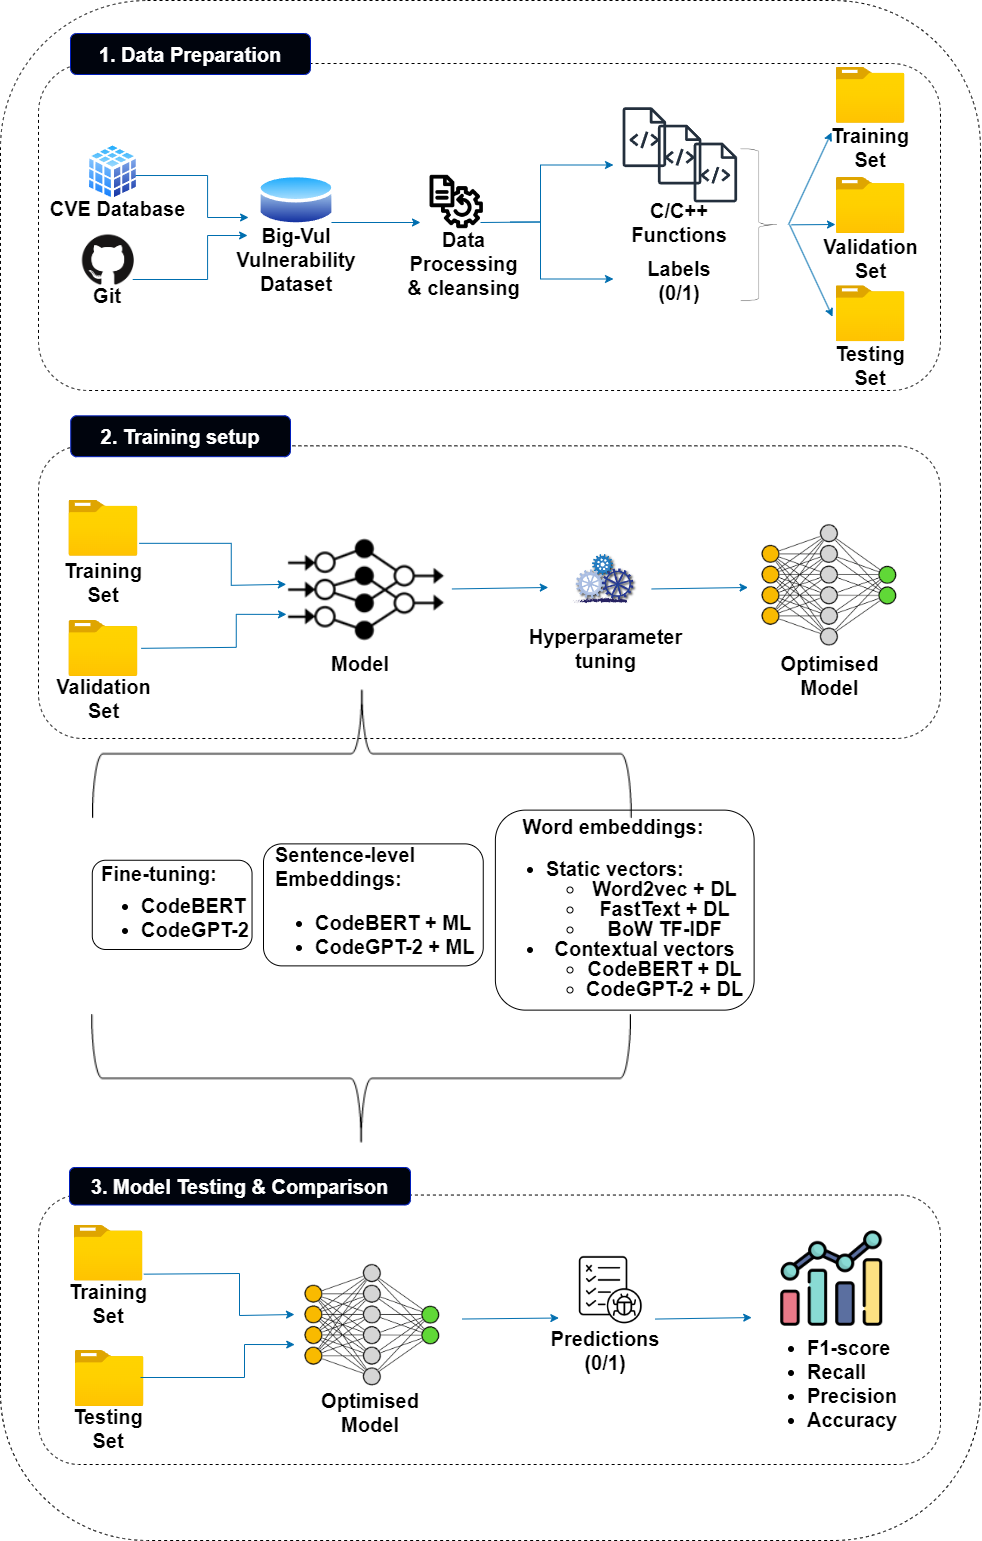 1. Data Preparation
CVE Database
Git
Big-Vul
Vulnerability
Dataset
Data
Processing
& cleansing
</>
</>
</>
C/C++
Functions
Labels
(0/1)
Training
Set
Validation
Set
Testing
Set
2. Training setup
Training
Set
Validation
Set
Model
Hyperparameter
tuning
Optimised
Model
Fine-tuning:
• CodeBERT
• CodeGPT-2
Sentence-level
Embeddings:
• CodeBERT + ML
• CodeGPT-2 + ML
Word embeddings:
• Static vectors:
○ Word2vec + DL
○ FastText + DL
○ BoW TF-IDF
• Contextual vectors
○ CodeBERT + DL
○ CodeGPT-2 + DL
3. Model Testing & Comparison
Training
Set
Testing
Set
Optimised
Model
Predictions
(0/1)
• F1-score
• Recall
• Precision
• Accuracy